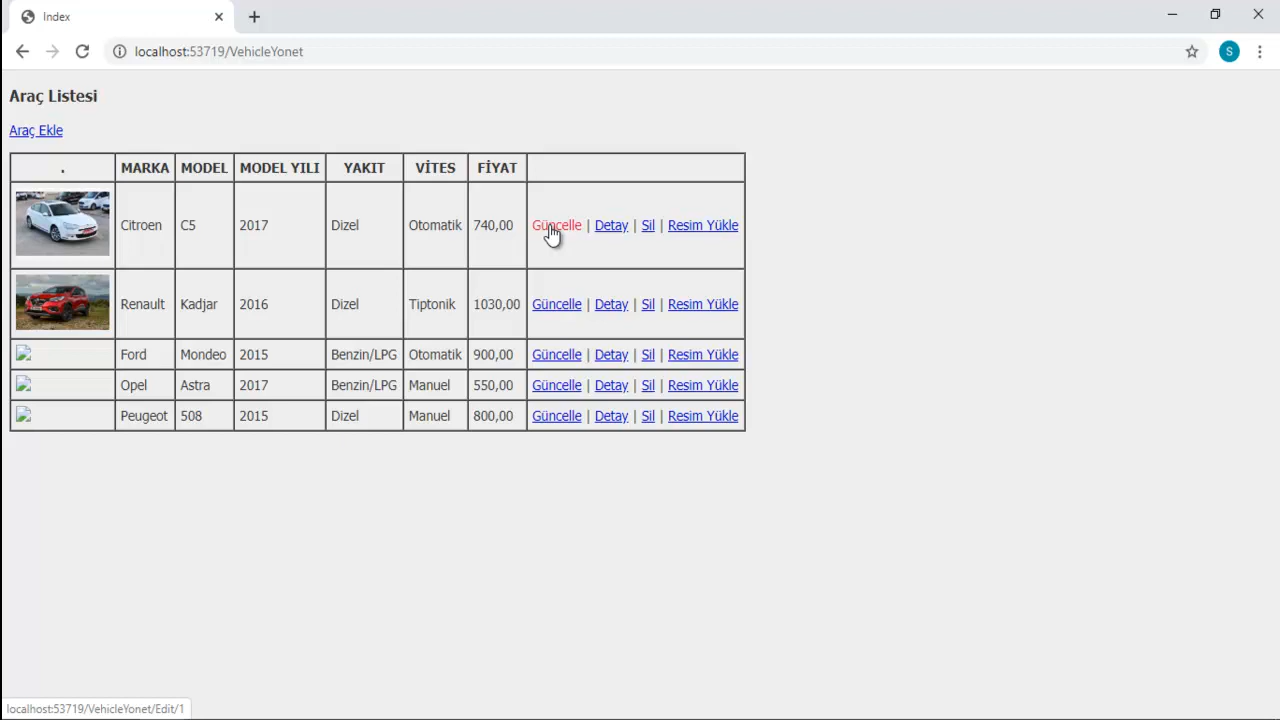 Index
localhost:53719/VehicleYonet
S
Araç Listesi
Araç Ekle
. MARKA MODEL MODEL YILI YAKIT VİTES FİYAT
Citroen C5 2017 Dizel Otomatik 740,00 Güncelle | Detay | Sil | Resim Yükle
Renault Kadjar 2016 Dizel Tiptonik 1030,00 Güncelle | Detay | Sil | Resim Yükle
Ford Mondeo 2015 Benzin/LPG Otomatik 900,00 Güncelle | Detay | Sil | Resim Yükle
Opel Astra 2017 Benzin/LPG Manuel 550,00 Güncelle | Detay | Sil | Resim Yükle
Peugeot 508 2015 Dizel Manuel 800,00 Güncelle | Detay | Sil | Resim Yükle
localhost:53719/VehicleYonet/Edit/1